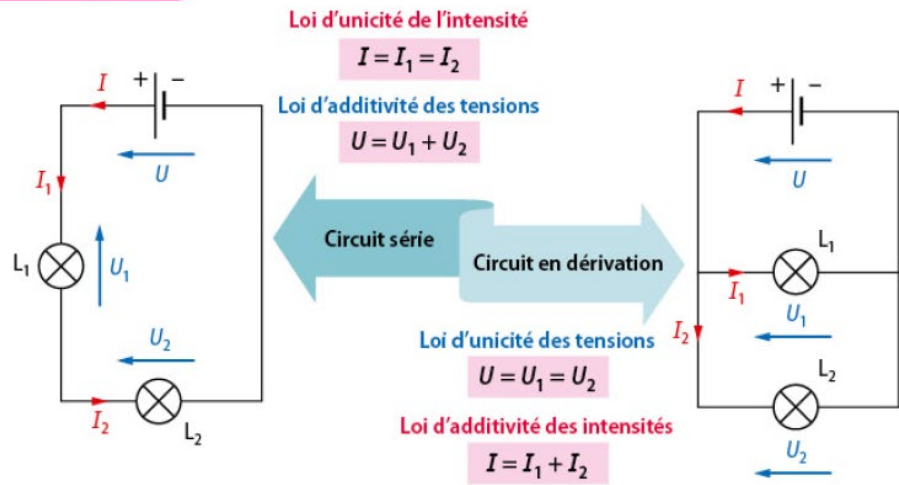 Loi d'unicité de l'intensité
I = I₁ = I₂
Loi d'additivité des tensions
U = U₁ + U₂
I
+ −
U
I₁
L₁
U₁
U₂
I₂
L₂
Circuit série
Circuit en dérivation
Loi d'unicité des tensions
U = U₁ = U₂
Loi d'additivité des intensités
I = I₁ + I₂
I
+ −
U
L₁
I₁
U₁
I₂
L₂
U₂